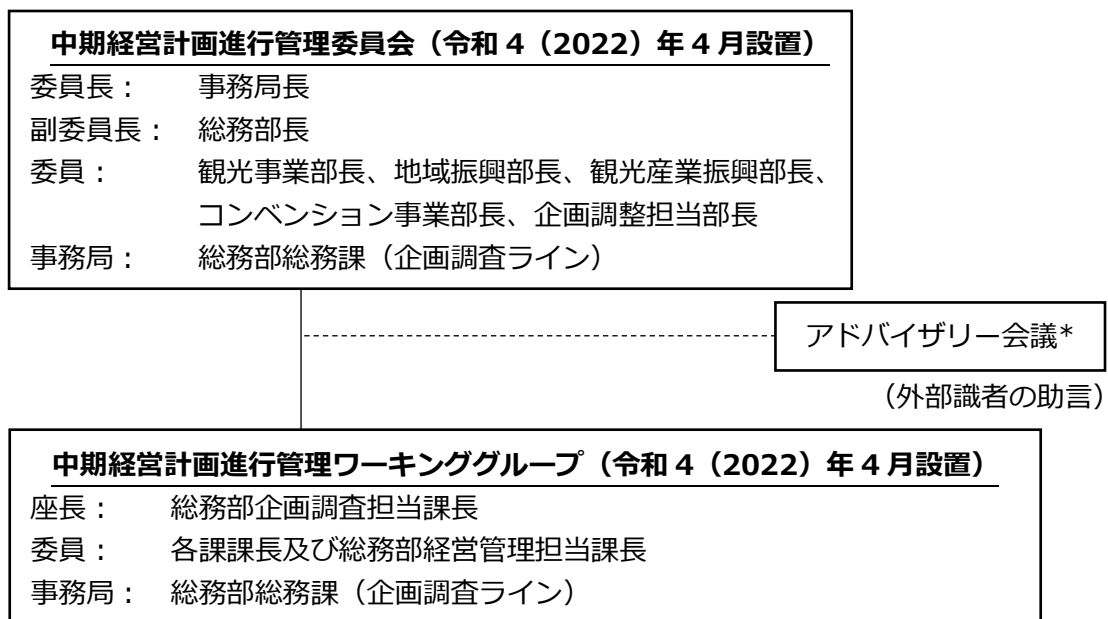 中期経営計画進行管理委員会（令和4（2022）年4月設置）
委員長： 事務局長
副委員長： 総務部長
委員： 観光事業部長、地域振興部長、観光産業振興部長、
コンベンション事業部長、企画調整担当部長
事務局： 総務部総務課（企画調査ライン）
アドバイザリー会議*
（外部識者の助言）
中期経営計画進行管理ワーキンググループ（令和4（2022）年4月設置）
座長： 総務部企画調査担当課長
委員： 各課課長及び総務部経営管理担当課長
事務局： 総務部総務課（企画調査ライン）